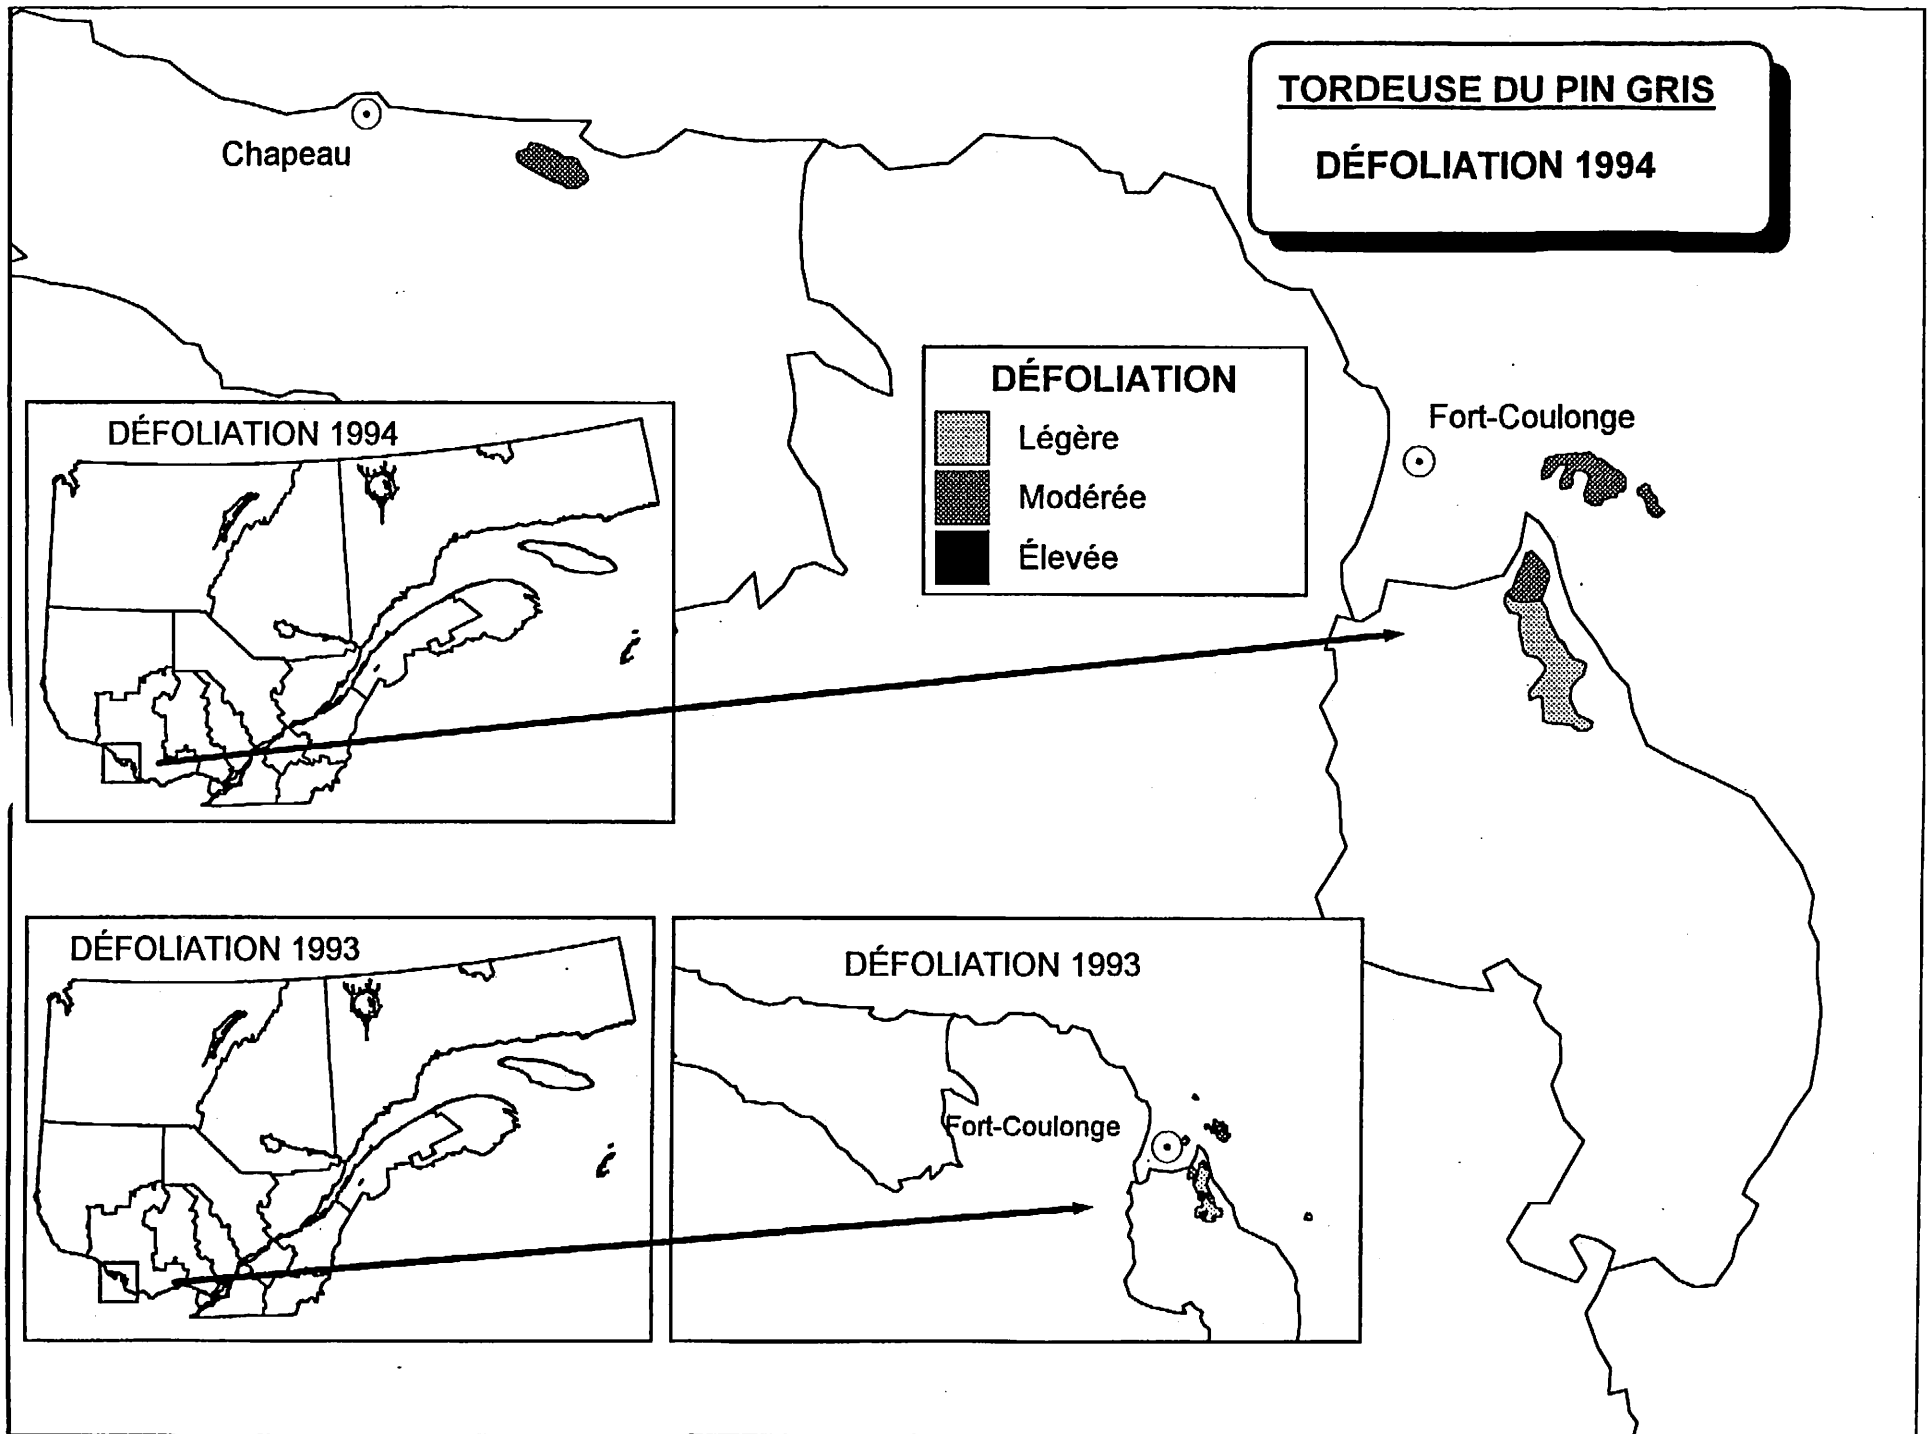 TORDEUSE DU PIN GRIS
DÉFOLIATION 1994
Chapeau
DÉFOLIATION
Légère
Modérée
Élevée
Fort-Coulonge
DÉFOLIATION 1994
DÉFOLIATION 1993
DÉFOLIATION 1993
Fort-Coulonge